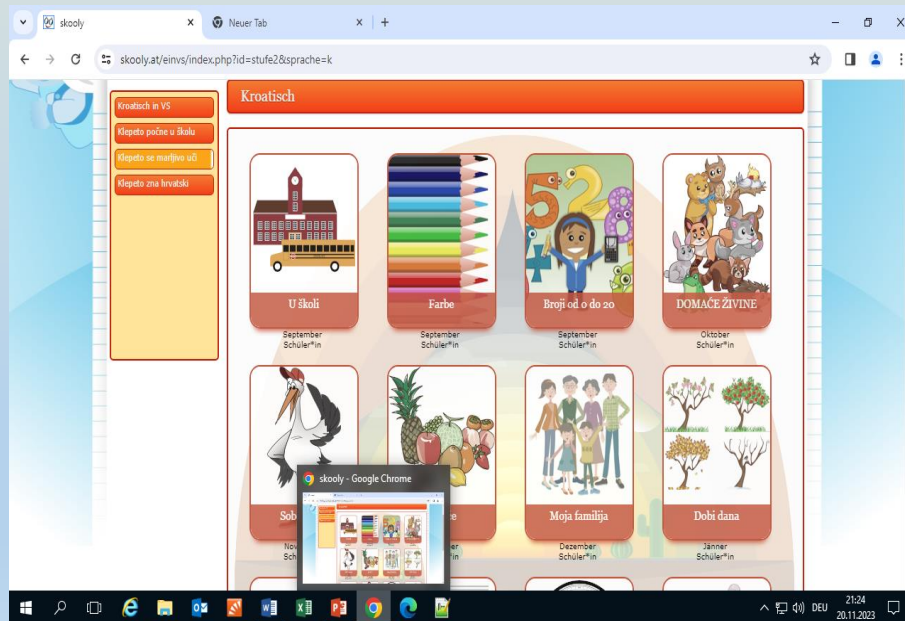 skooly
Neuer Tab
skooly.at/einvs/index.php?id=stufe2&sprache=k
Kroatisch in VS
Klepeto počne u školu
Klepeto se marljivo uči
Klepeto zna hrvatski
Kroatisch
U školi
September
Schüler*in
Farbe
September
Schüler*in
Broji od 0 do 20
September
Schüler*in
DOMAĆE ŽIVINE
Oktober
Schüler*in
skooly - Google Chrome
Moja familija
Dezember
Schüler*in
Dobi dana
Jänner
Schüler*in
DEU
21:24
20.11.2023